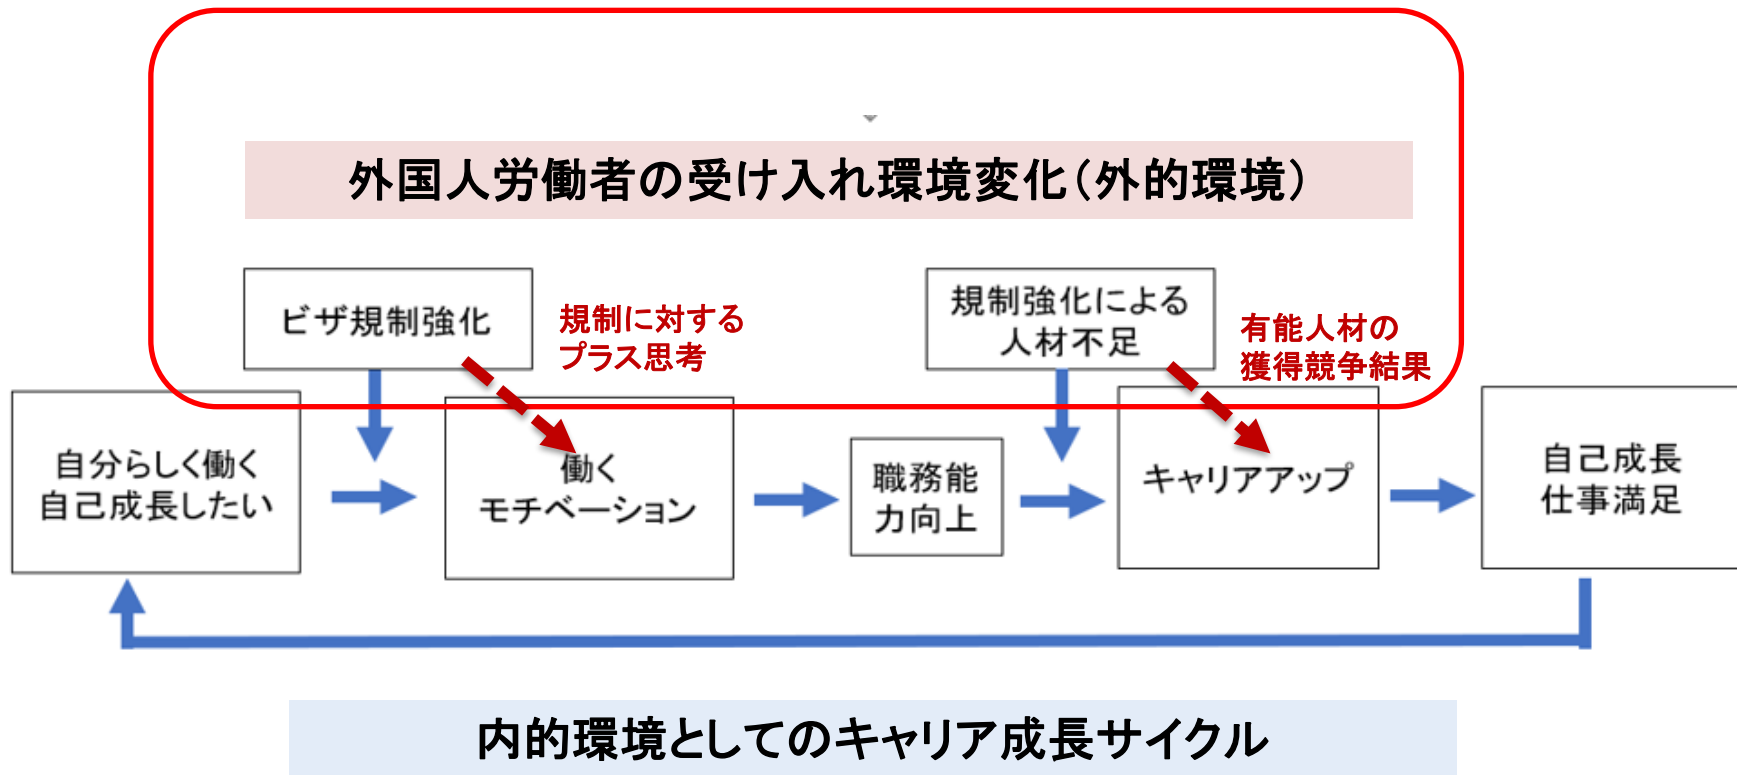 外国人労働者の受け入れ環境変化（外的環境）
ビザ規制強化
規制に対する
プラス思考
規制強化による
人材不足
有能人材の
獲得競争結果
自分らしく働く
自己成長したい
働く
モチベーション
職務能
力向上
キャリアアップ
自己成長
仕事満足
内的環境としてのキャリア成長サイクル